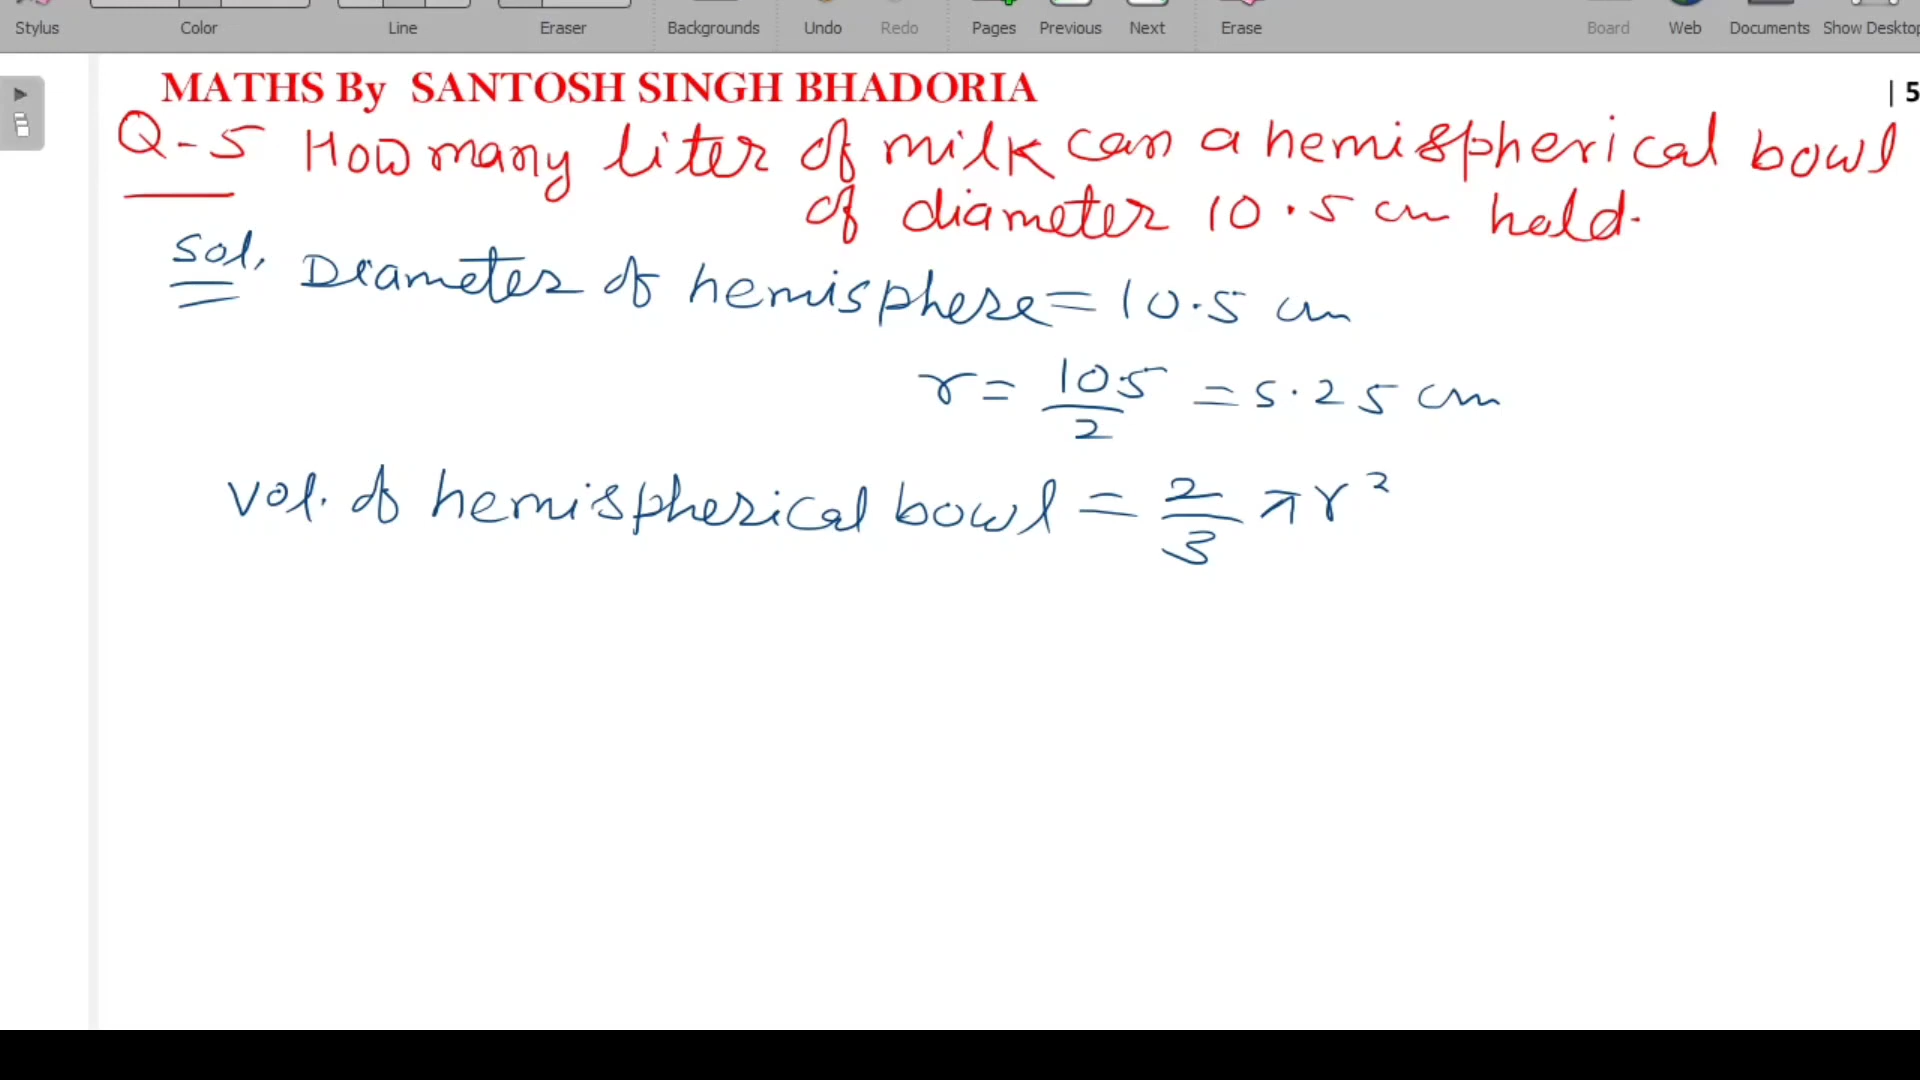 Stylus Color Line Eraser Backgrounds Undo Redo Pages Previous Next Erase Board Web Documents Show Desktop
MATHS By SANTOSH SINGH BHADORIA | 5
Q-5 How many liter of milk can a hemispherical bowl
of diameter 10.5 cm hold.
Sol. Diameter of hemisphere = 10.5 cm
r = 10.5/2 = 5.25 cm
Vol. of hemispherical bowl = 2/3 πr²